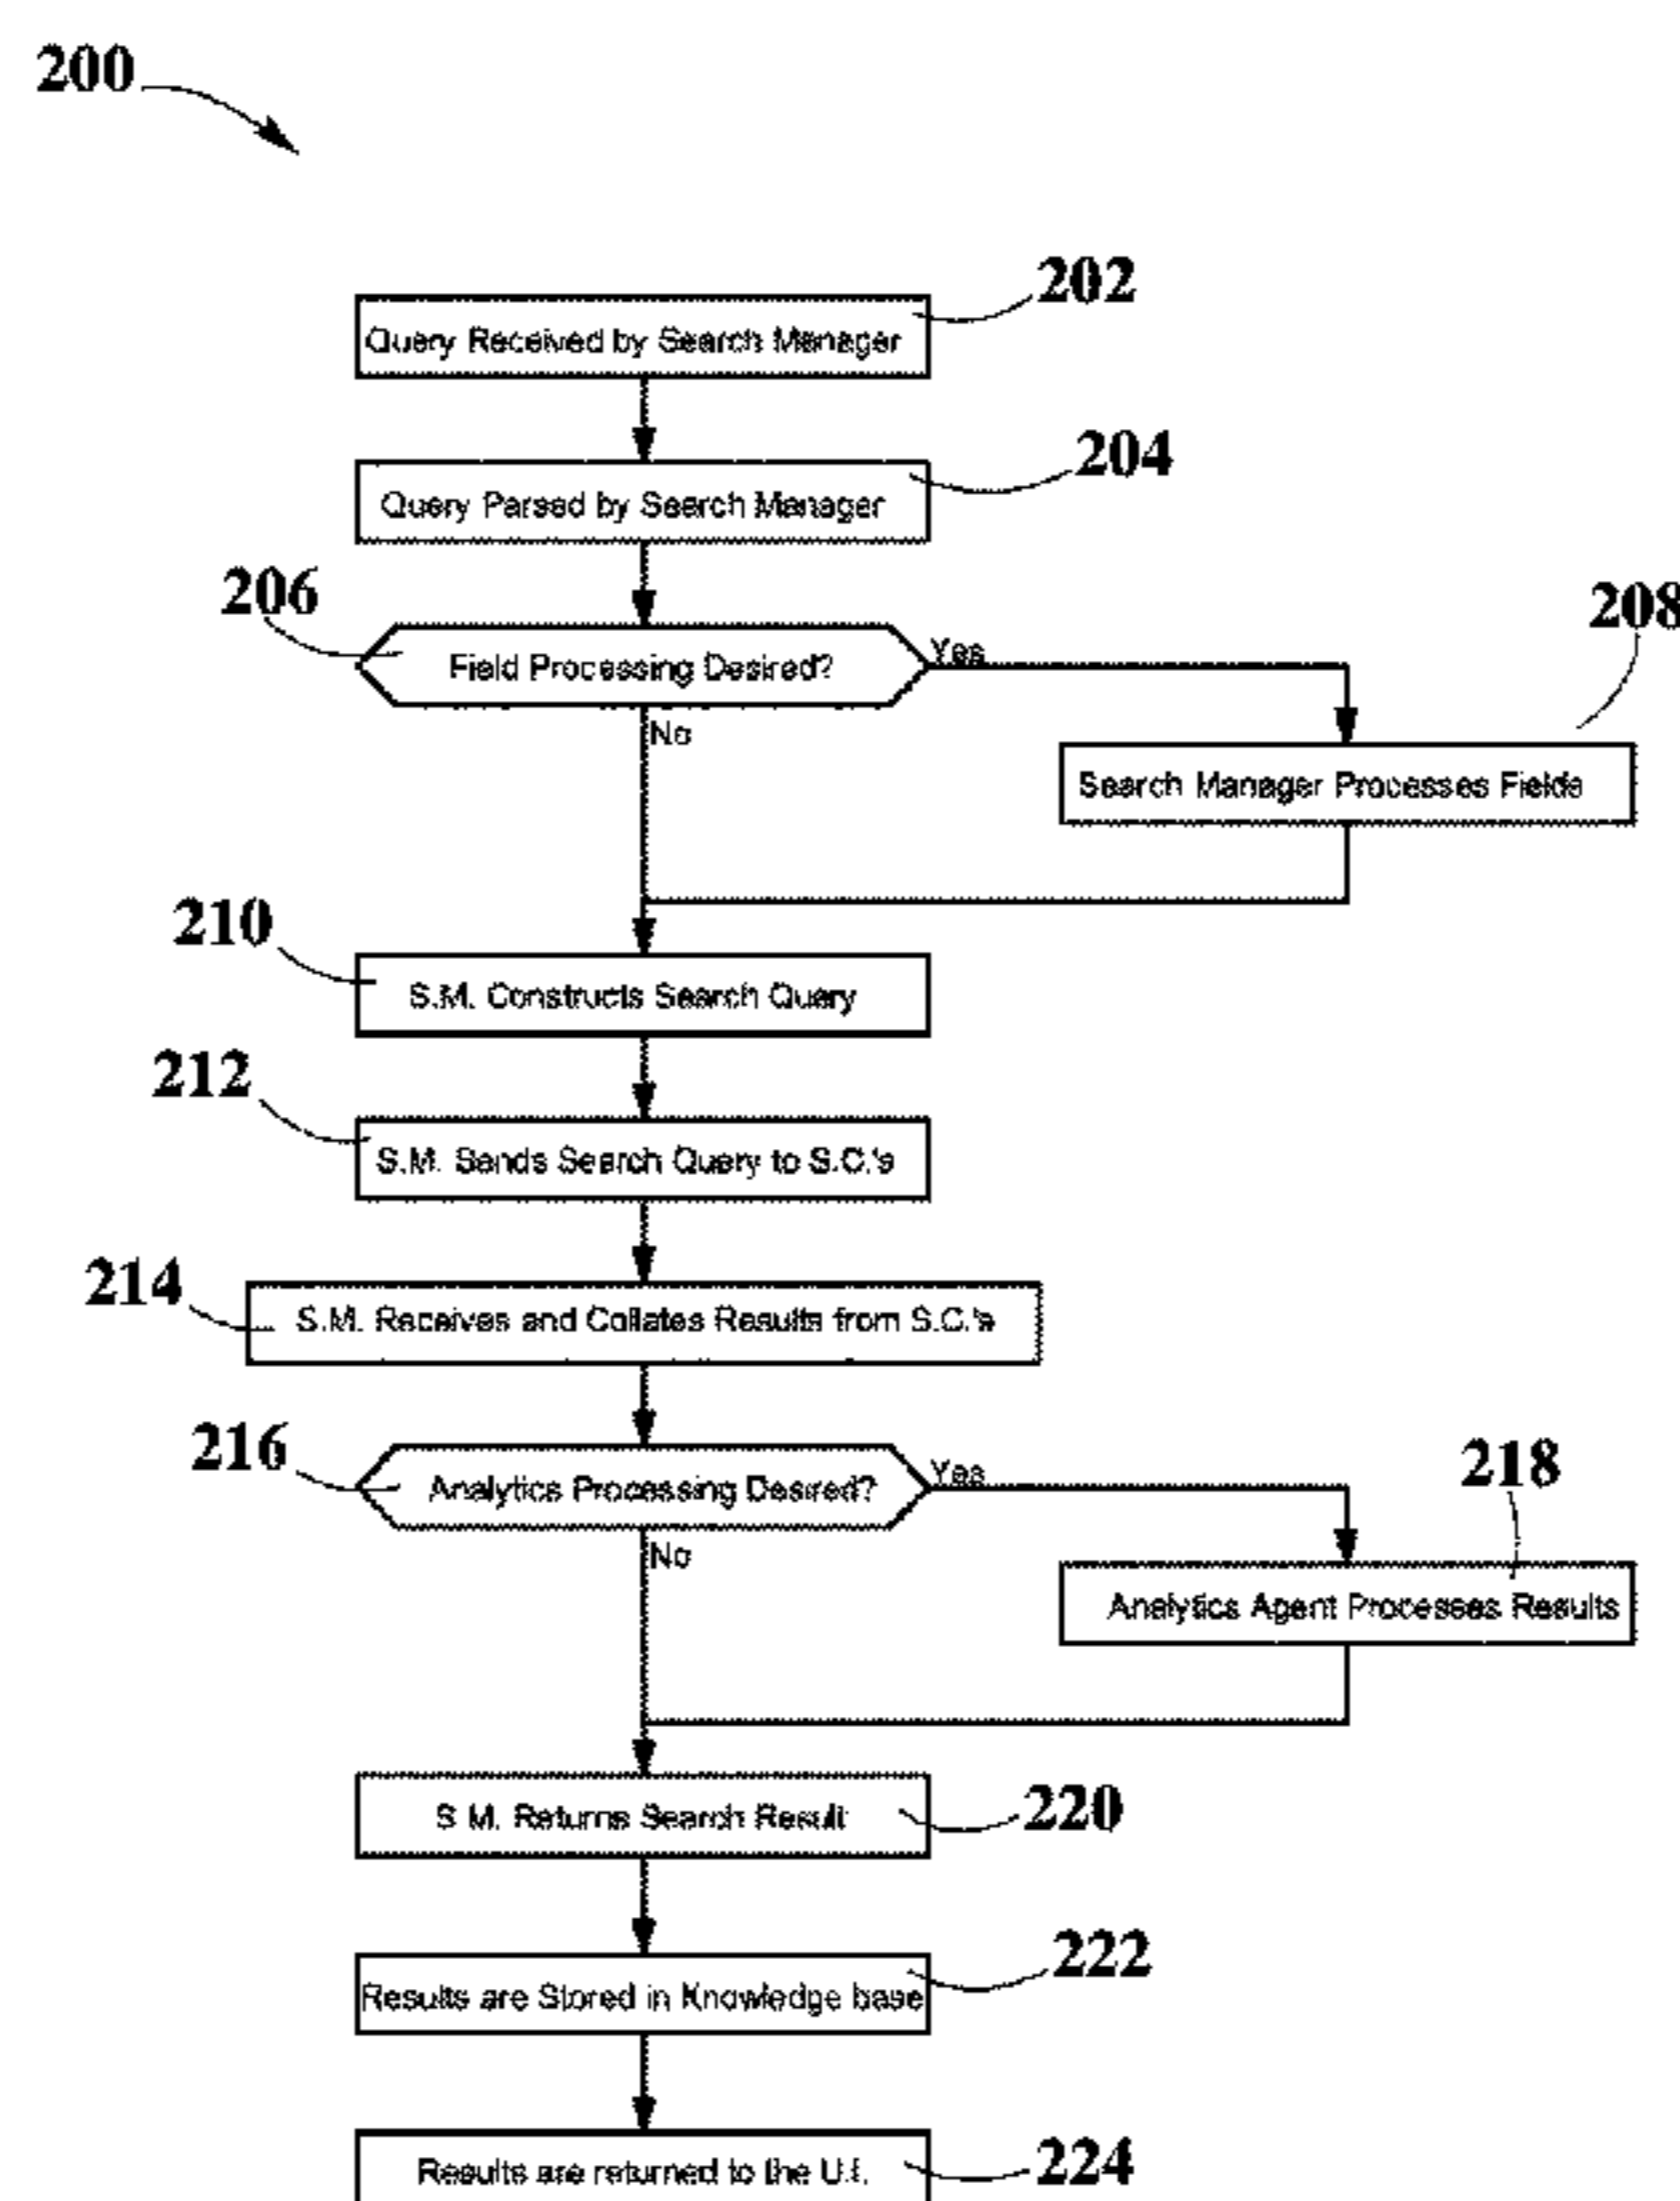 200
202
Query Received by Search Manager
204
Query Parsed by Search Manager
206
208
Field Processing Desired?
Yes
No
Search Manager Processes Fields
210
S.M. Constructs Search Query
212
S.M. Sends Search Query to S.C.'s
214
S.M. Receives and Collates Results from S.C.'s
216
218
Analytics Processing Desired?
Yes
No
Analytics Agent Processes Results
220
S.M. Returns Search Result
222
Results are Stored in Knowledge base
224
Results are returned to the U.I.